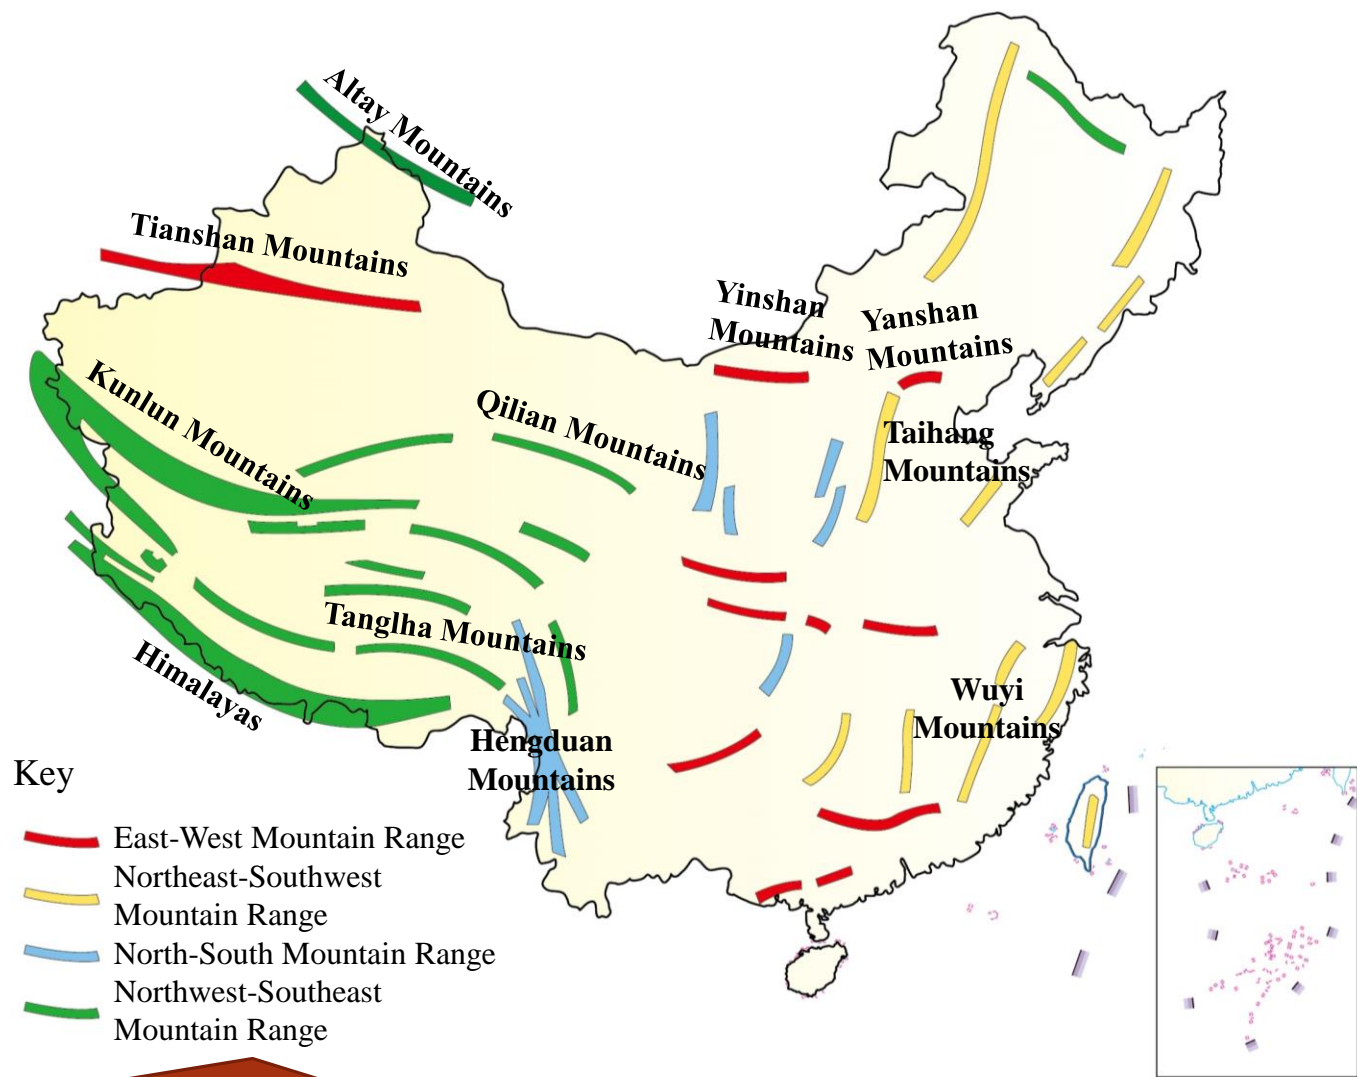 Altay Mountains
Tianshan Mountains
Yinshan
Mountains
Yanshan
Mountains
Kunlun Mountains
Qilian Mountains
Taihang
Mountains
Tanglha Mountains
Himalayas
Wuyi
Mountains
Hengduan
Mountains
Key
East-West Mountain Range
Northeast-Southwest
Mountain Range
North-South Mountain Range
Northwest-Southeast
Mountain Range